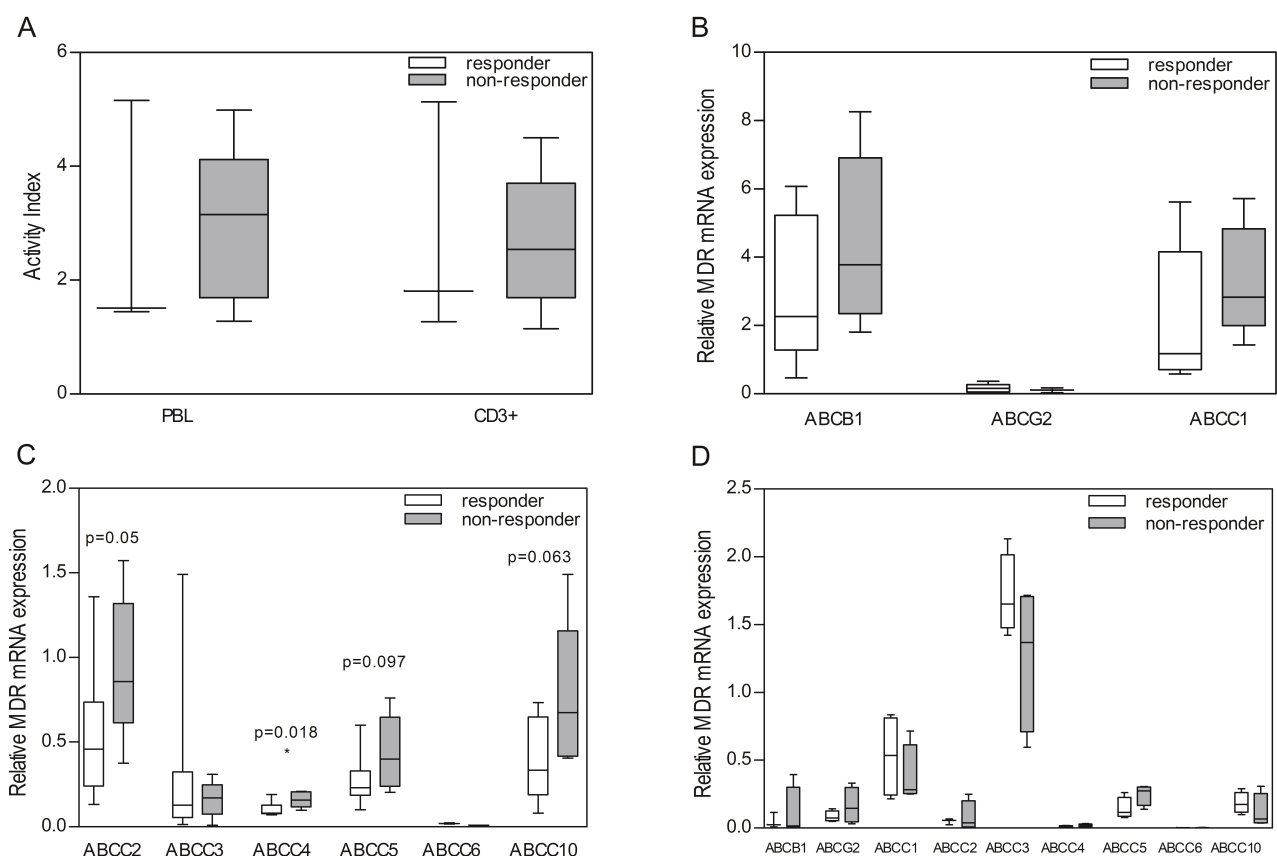 A
6
4
2
0
Activity Index
responder
non-responder
PBL
CD3+
B
10
8
6
4
2
0
Relative MDR mRNA expression
responder
non-responder
ABCB1
ABCG2
ABCC1
C
2.0
1.5
1.0
0.5
0.0
Relative MDR mRNA expression
responder
non-responder
p=0.05
p=0.018
*
p=0.097
p=0.063
ABCC2
ABCC3
ABCC4
ABCC5
ABCC6
ABCC10
D
2.5
2.0
1.5
1.0
0.5
0.0
Relative MDR mRNA expression
responder
non-responder
ABCB1
ABCG2
ABCC1
ABCC2
ABCC3
ABCC4
ABCC5
ABCC6
ABCC10